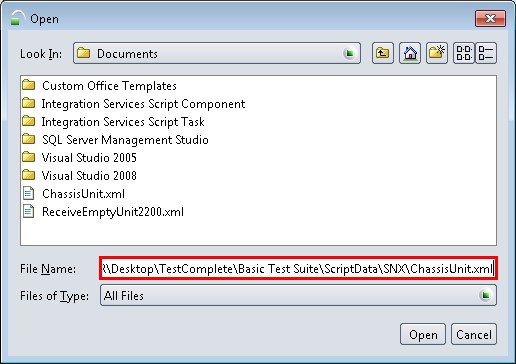 Open
Look In: Documents
Custom Office Templates
Integration Services Script Component
Integration Services Script Task
SQL Server Management Studio
Visual Studio 2005
Visual Studio 2008
ChassisUnit.xml
ReceiveEmptyUnit2200.xml
File Name: \Desktop\TestComplete\Basic Test Suite\ScriptData\SNX\ChassisUnit.xml
Files of Type: All Files
Open Cancel